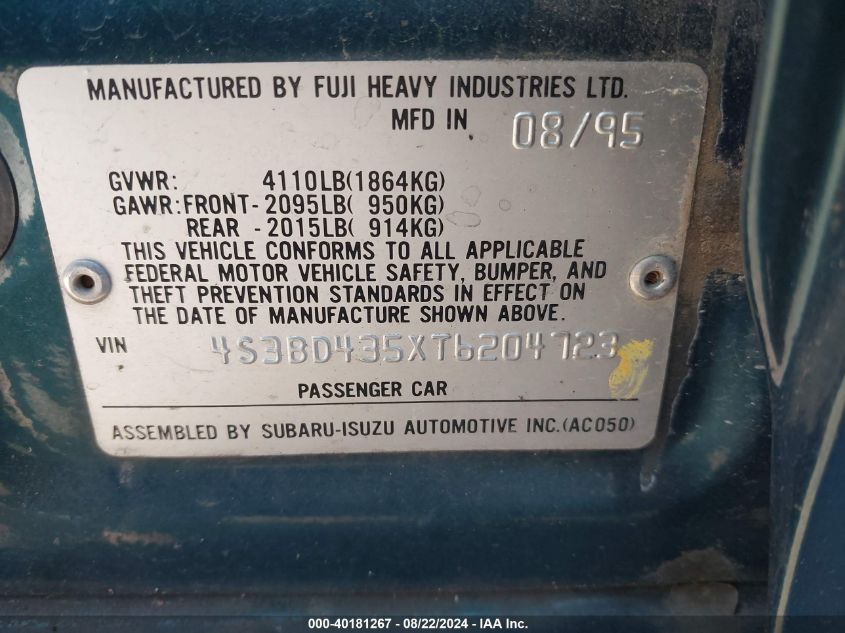 MANUFACTURED BY FUJI HEAVY INDUSTRIES LTD.
MFD IN 08/95
GVWR: 4110LB(1864KG)
GAWR:FRONT-2095LB( 950KG)
REAR -2015LB( 914KG)
THIS VEHICLE CONFORMS TO ALL APPLICABLE
FEDERAL MOTOR VEHICLE SAFETY, BUMPER, AND
THEFT PREVENTION STANDARDS IN EFFECT ON
THE DATE OF MANUFACTURE SHOWN ABOVE.
VIN 4S3BD435XT6204723
PASSENGER CAR
ASSEMBLED BY SUBARU-ISUZU AUTOMOTIVE INC.(AC050)
000-40181267 - 08/22/2024 - IAA Inc.